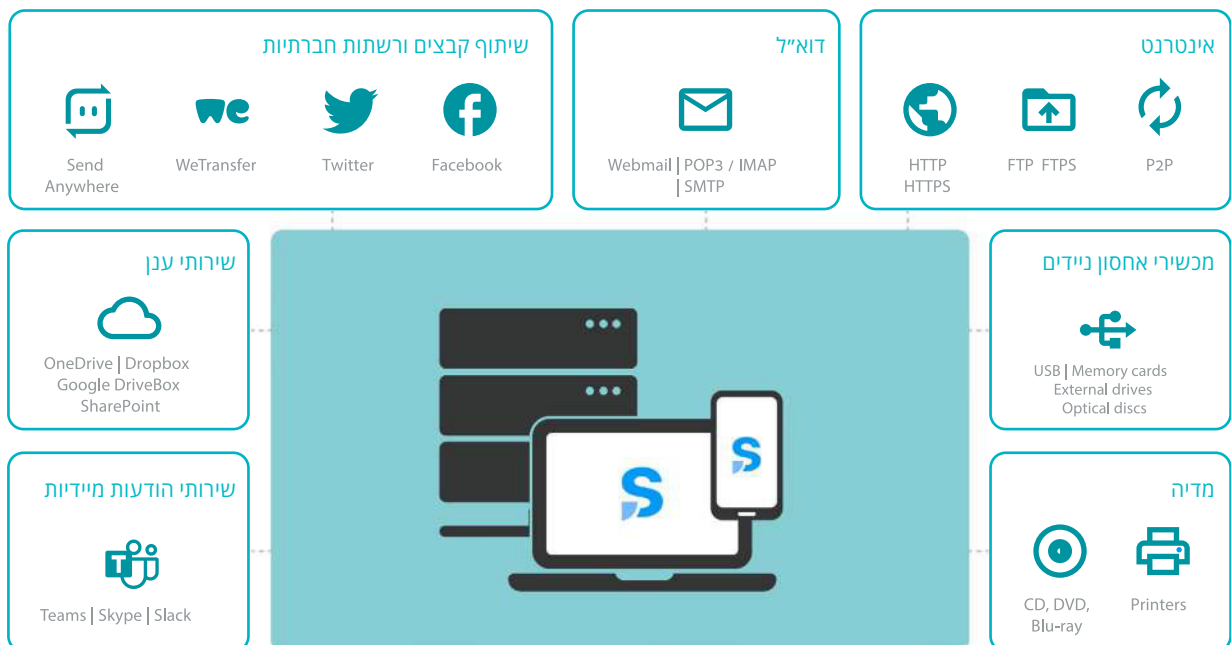 אינטרנט
P2P
FTP FTPS
HTTP
HTTPS
דוא״ל
Webmail | POP3 / IMAP
| SMTP
שיתוף קבצים ורשתות חברתיות
Facebook
Twitter
we
WeTransfer
Send
Anywhere
מכשירי אחסון ניידים
USB | Memory cards
External drives
Optical discs
שירותי ענן
OneDrive | Dropbox
Google DriveBox
SharePoint
S
S
מדיה
Printers
CD, DVD,
Blu-ray
שירותי הודעות מיידיות
T
Teams | Skype | Slack